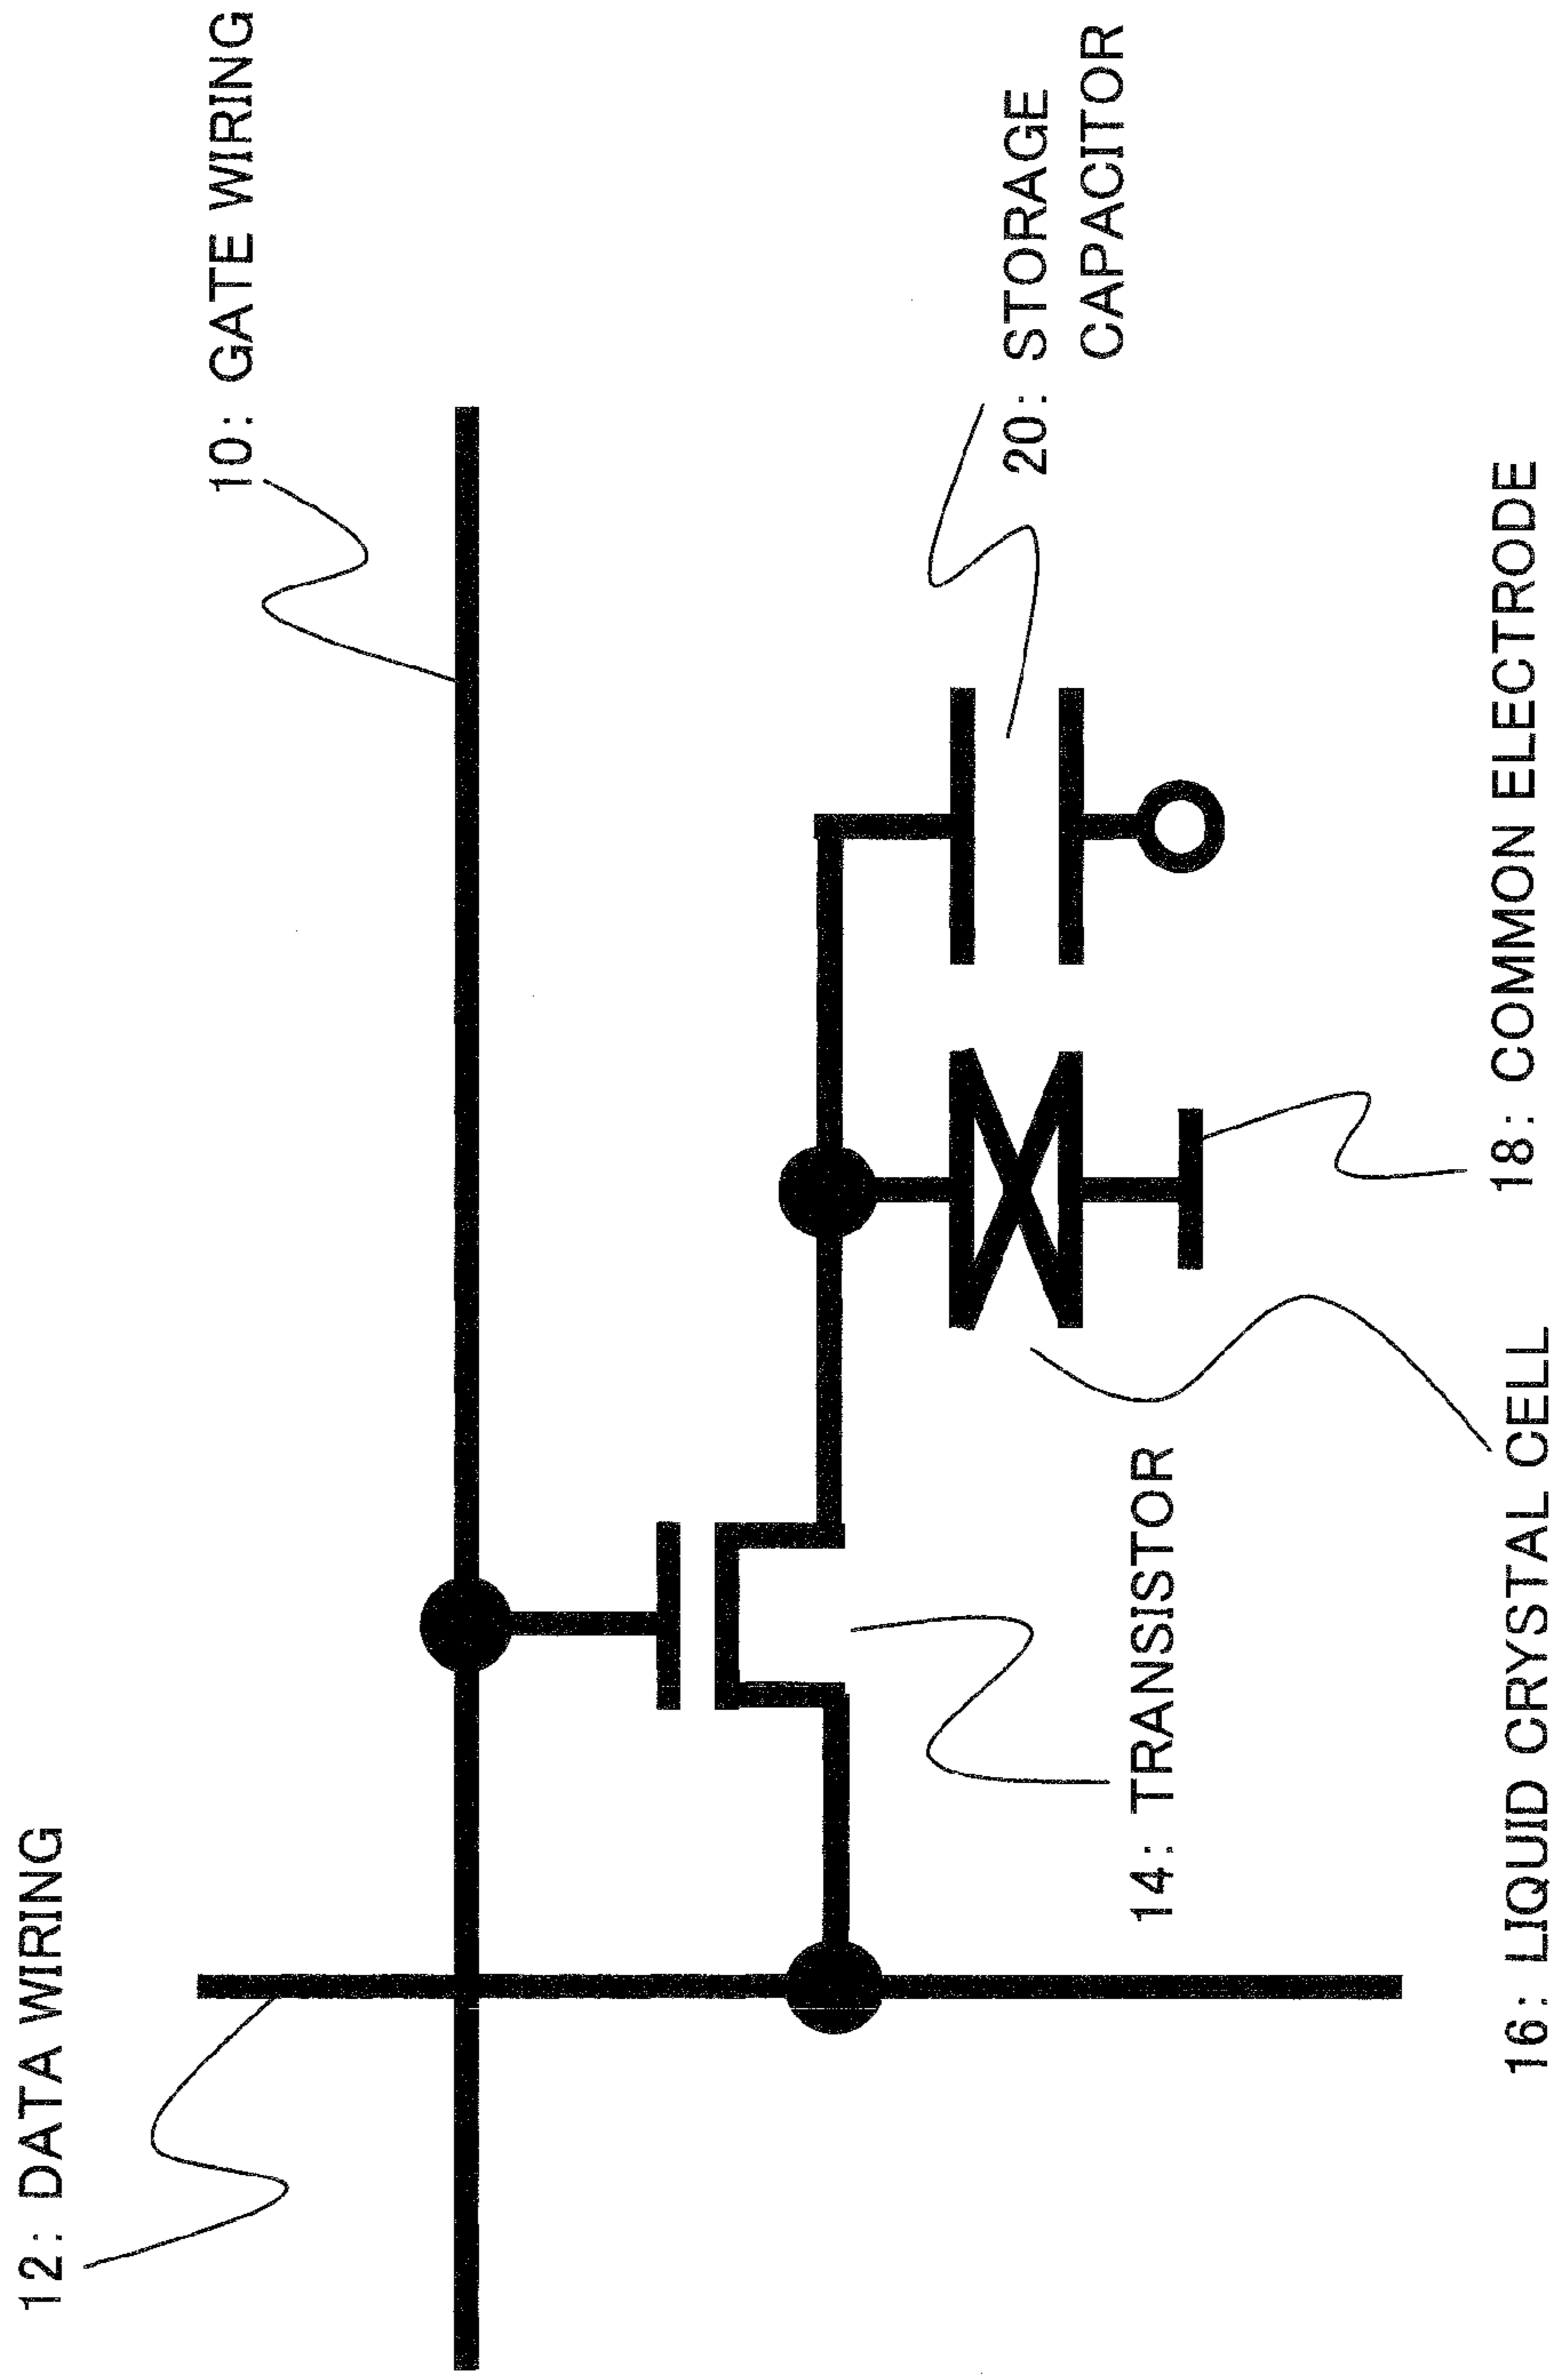 12: DATA WIRING
10: GATE WIRING
20: STORAGE
CAPACITOR
14: TRANSISTOR
16: LIQUID CRYSTAL CELL
18: COMMON ELECTRODE